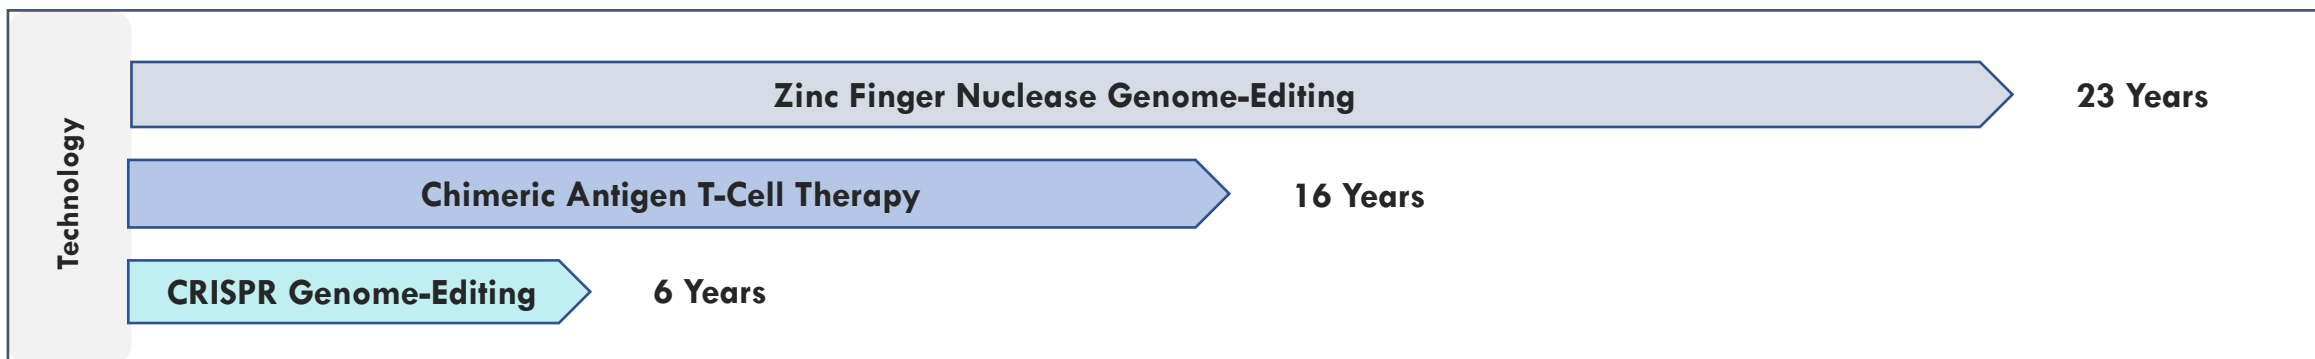 Technology
Zinc Finger Nuclease Genome-Editing
23 Years
Chimeric Antigen T-Cell Therapy
16 Years
CRISPR Genome-Editing
6 Years